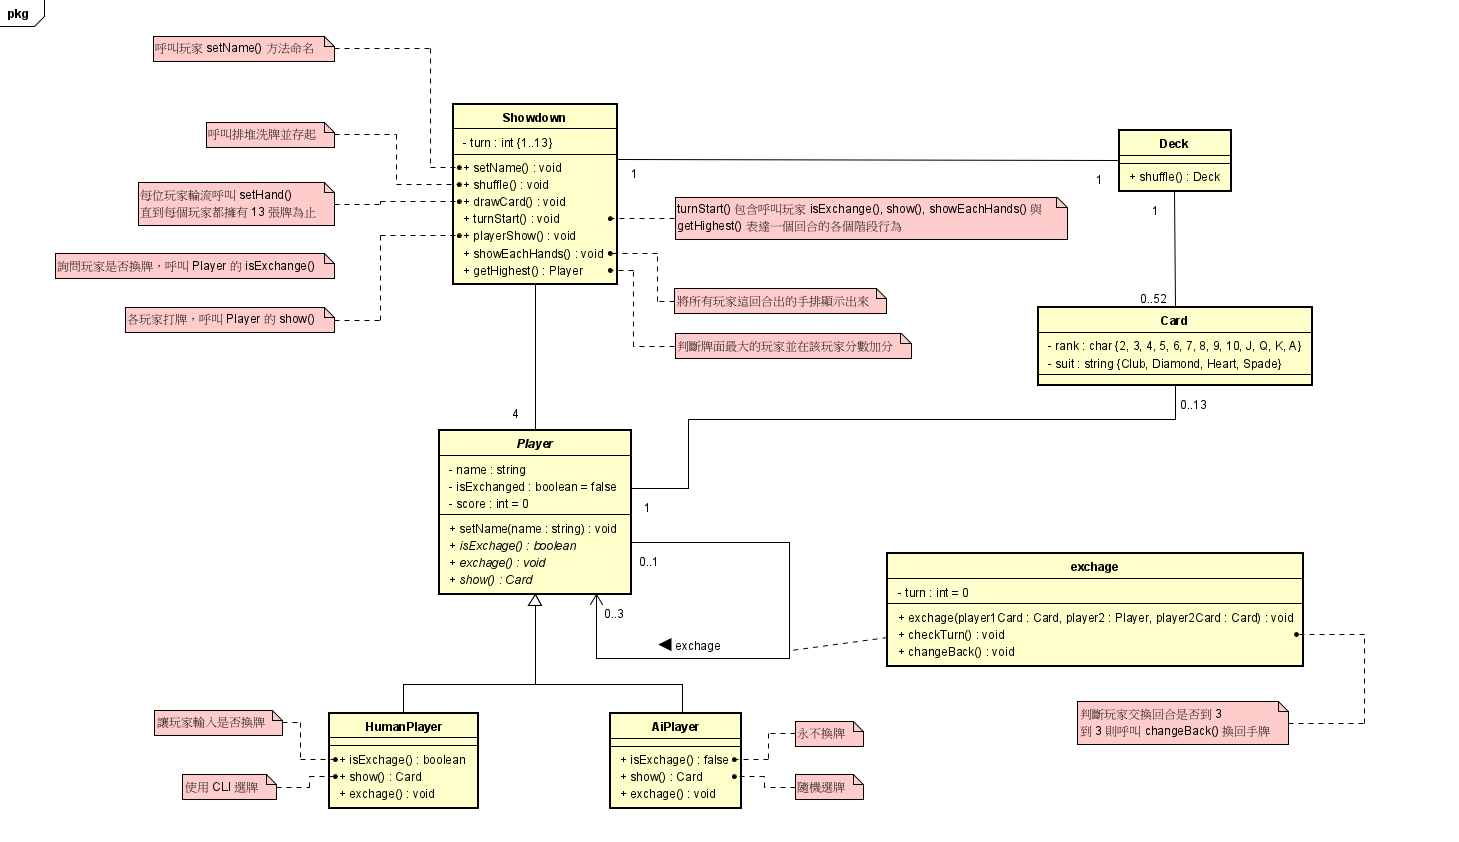 pkg
呼叫玩家 setName() 方法命名
呼叫排堆洗牌並存起
每位玩家輪流呼叫 setHand()
直到每個玩家都擁有 13 張牌為止
詢問玩家是否換牌，呼叫 Player 的 isExchange()
各玩家打牌，呼叫 Player 的 show()
Showdown
- turn : int {1..13}
+ setName() : void
+ shuffle() : void
+ drawCard() : void
+ turnStart() : void
+ playerShow() : void
+ showEachHands() : void
+ getHighest() : Player
1
1
Deck
+ shuffle() : Deck
1
0..52
turnStart() 包含呼叫玩家 isExchange(), show(), showEachHands() 與
getHighest() 表達一個回合的各個階段行為
將所有玩家這回合出的手排顯示出來
判斷牌面最大的玩家並在該玩家分數加分
Card
- rank : char {2, 3, 4, 5, 6, 7, 8, 9, 10, J, Q, K, A}
- suit : string {Club, Diamond, Heart, Spade}
0..13
4
Player
- name : string
- isExchanged : boolean = false
- score : int = 0
+ setName(name : string) : void
+ isExchage() : boolean
+ exchage() : void
+ show() : Card
1
0..1
0..3
exchage
exchage
- turn : int = 0
+ exchage(player1Card : Card, player2 : Player, player2Card : Card) : void
+ checkTurn() : void
+ changeBack() : void
判斷玩家交換回合是否到 3
到 3 則呼叫 changeBack() 換回手牌
讓玩家輸入是否換牌
使用 CLI 選牌
HumanPlayer
+ isExchage() : boolean
+ show() : Card
+ exchage() : void
AiPlayer
+ isExchage() : false
+ show() : Card
+ exchage() : void
永不換牌
隨機選牌